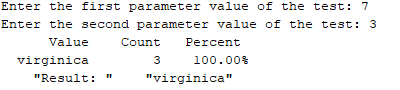 Enter the first parameter value of the test: 7
Enter the second parameter value of the test: 3
Value Count Percent
virginica 3 100.00%
"Result: " "virginica"